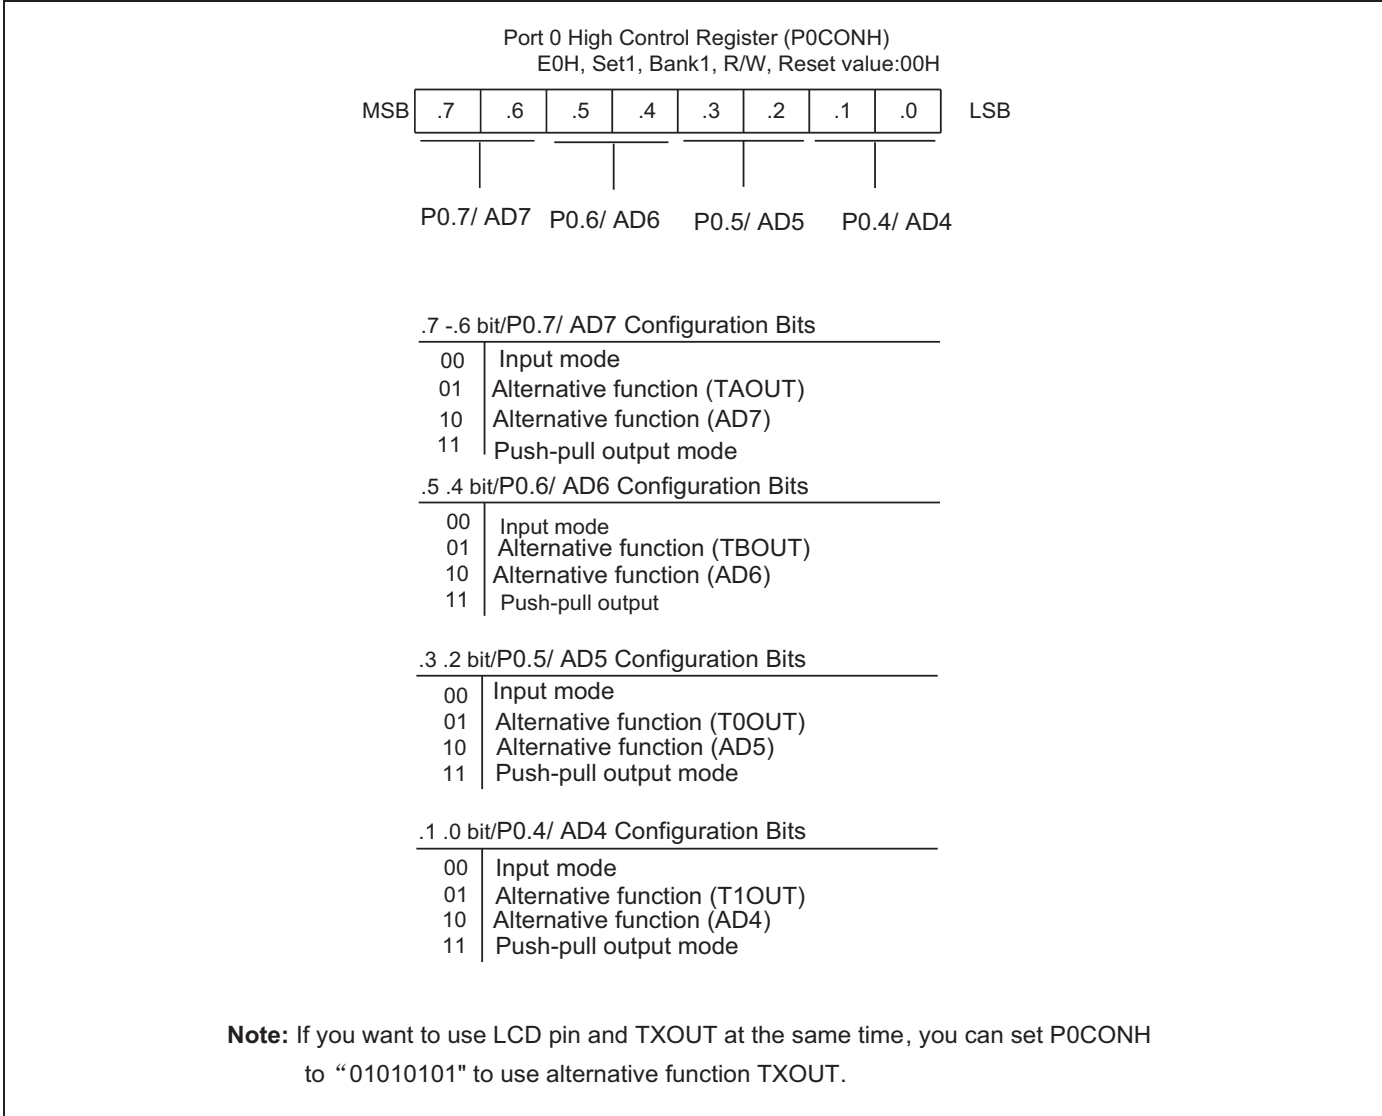 Port 0 High Control Register (P0CONH)
E0H, Set1, Bank1, R/W, Reset value:00H
MSB .7 .6 .5 .4 .3 .2 .1 .0 LSB
P0.7/ AD7 P0.6/ AD6 P0.5/ AD5 P0.4/ AD4
.7 -.6 bit/P0.7/ AD7 Configuration Bits
00 Input mode
01 Alternative function (TAOUT)
10 Alternative function (AD7)
11 Push-pull output mode
.5 .4 bit/P0.6/ AD6 Configuration Bits
00 Input mode
01 Alternative function (TBOUT)
10 Alternative function (AD6)
11 Push-pull output
.3 .2 bit/P0.5/ AD5 Configuration Bits
00 Input mode
01 Alternative function (T0OUT)
10 Alternative function (AD5)
11 Push-pull output mode
.1 .0 bit/P0.4/ AD4 Configuration Bits
00 Input mode
01 Alternative function (T1OUT)
10 Alternative function (AD4)
11 Push-pull output mode
Note: If you want to use LCD pin and TXOUT at the same time, you can set P0CONH
to “01010101" to use alternative function TXOUT.